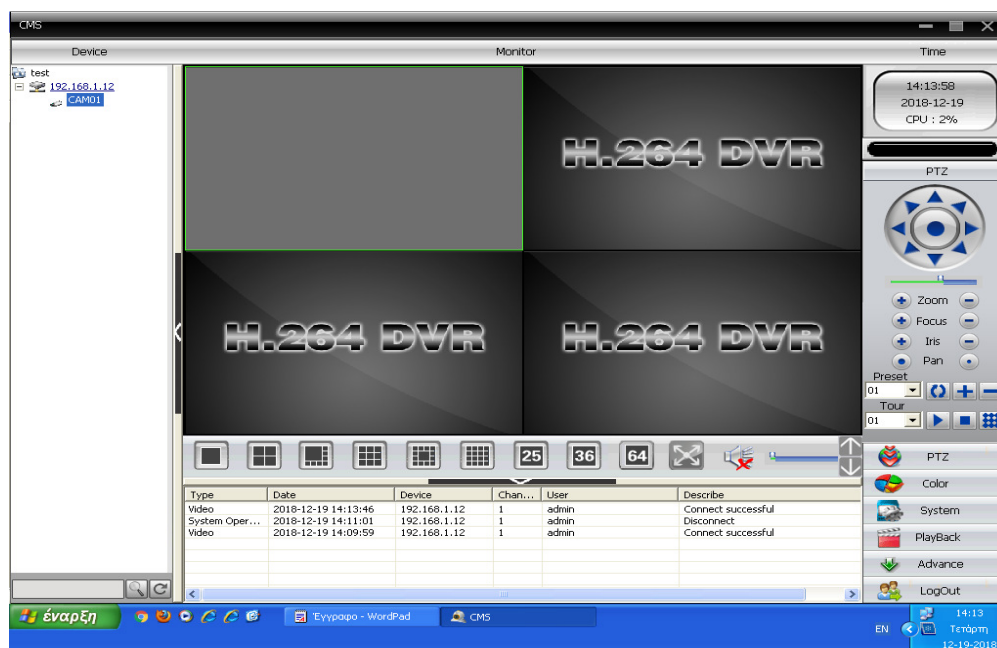 CMS
Device
Monitor
Time
test
192.168.1.12
CAM01
H.264 DVR
H.264 DVR
H.264 DVR
14:13:58
2018-12-19
CPU : 2%
PTZ
Zoom
Focus
Iris
Pan
Preset
01
Tour
01
25 36 64
PTZ
Color
System
PlayBack
Advance
LogOut
Type Date Device Chan... User Describe
Video 2018-12-19 14:13:46 192.168.1.12 1 admin Connect successful
System Oper... 2018-12-19 14:11:01 192.168.1.12 1 admin Disconnect
Video 2018-12-19 14:09:59 192.168.1.12 1 admin Connect successful
έναρξη
Έγγραφο - WordPad
CMS
EN
14:13
Τετάρτη
12-19-2018